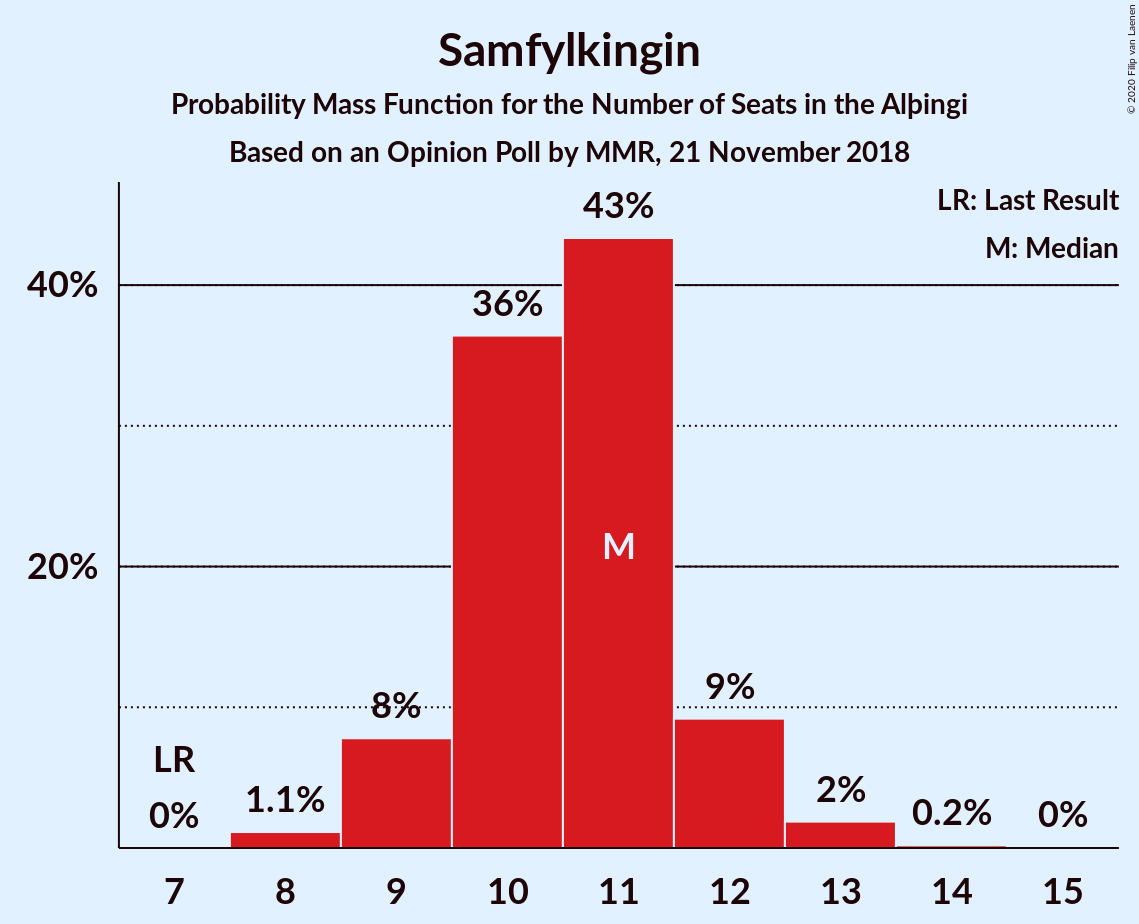 Samfylkingin
Probability Mass Function for the Number of Seats in the Alþingi
Based on an Opinion Poll by MMR, 21 November 2018
© 2020 Filip van Laenen
LR: Last Result
M: Median
43%
40%
36%
M
20%
9%
8%
LR
2%
1.1%
0.2%
0%
0%
7 8 9 10 11 12 13 14 15